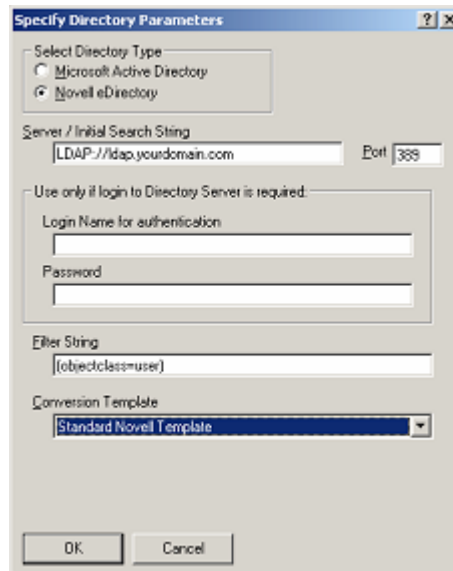 Specify Directory Parameters
Select Directory Type
Microsoft Active Directory
Novell eDirectory
Server / Initial Search String
LDAP://ldap.yourdomain.com
Port 389
Use only if login to Directory Server is required:
Login Name for authentication
Password
Filter String
(objectclass=user)
Conversion Template
Standard Novell Template
OK Cancel